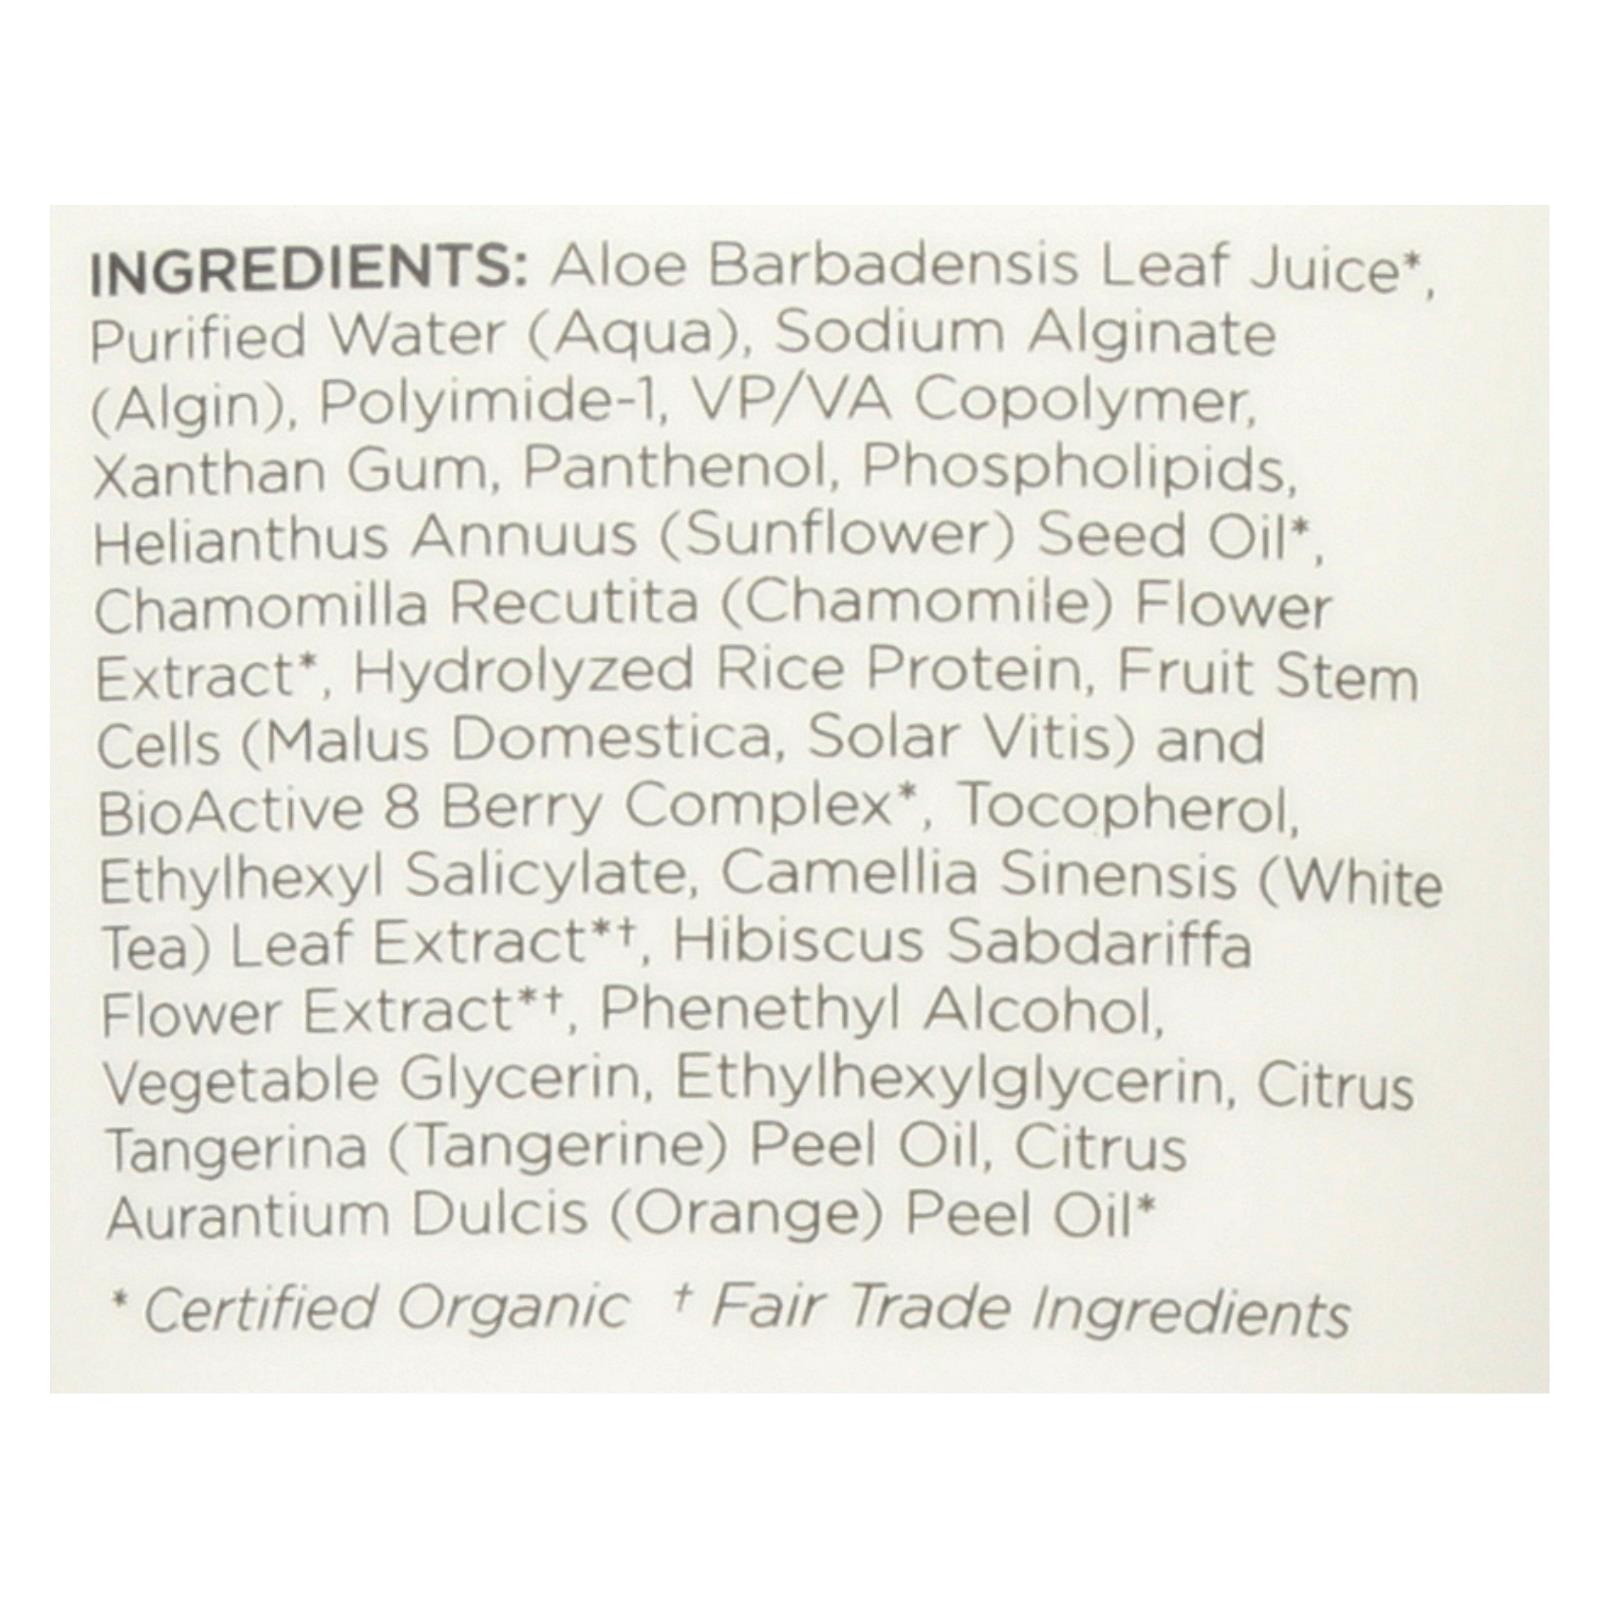 INGREDIENTS: Aloe Barbadensis Leaf Juice*,
Purified Water (Aqua), Sodium Alginate
(Algin), Polyimide-1, VP/VA Copolymer,
Xanthan Gum, Panthenol, Phospholipids,
Helianthus Annuus (Sunflower) Seed Oil*,
Chamomilla Recutita (Chamomile) Flower
Extract*, Hydrolyzed Rice Protein, Fruit Stem
Cells (Malus Domestica, Solar Vitis) and
BioActive 8 Berry Complex*, Tocopherol,
Ethylhexyl Salicylate, Camellia Sinensis (White
Tea) Leaf Extract*†, Hibiscus Sabdariffa
Flower Extract*†, Phenethyl Alcohol,
Vegetable Glycerin, Ethylhexylglycerin, Citrus
Tangerina (Tangerine) Peel Oil, Citrus
Aurantium Dulcis (Orange) Peel Oil*
* Certified Organic † Fair Trade Ingredients